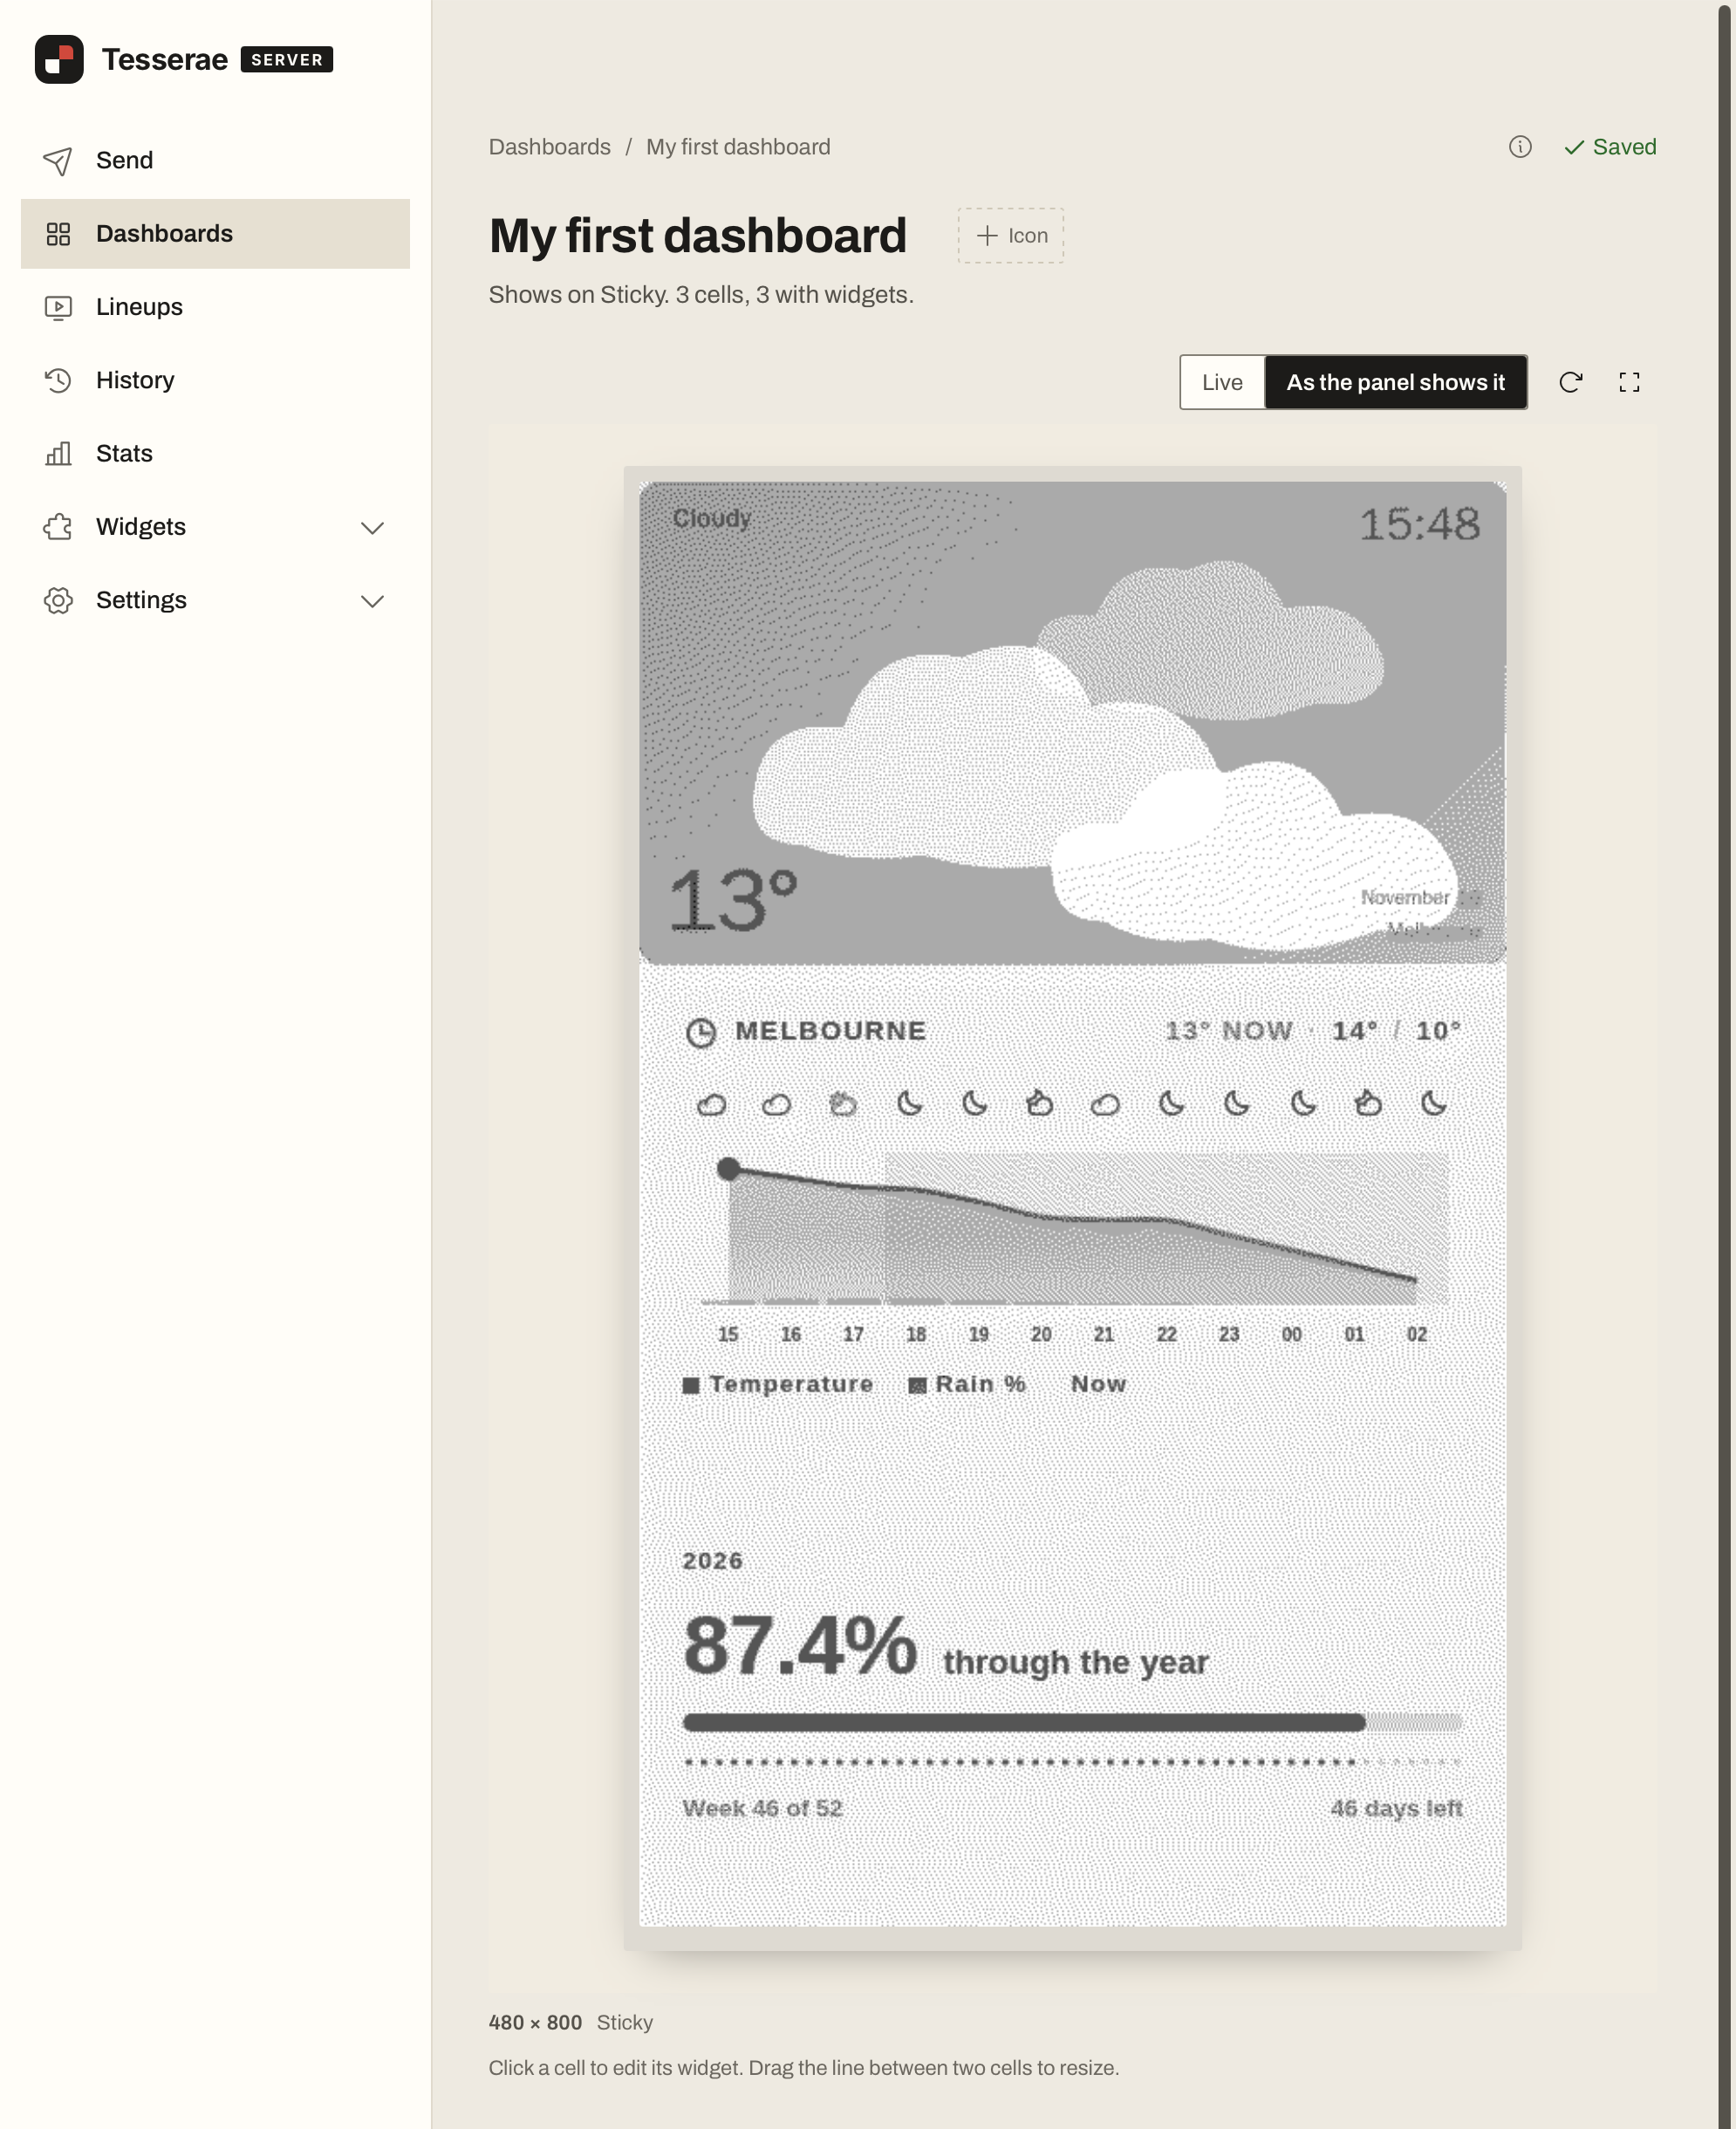 Tesserae SERVER
Send
Dashboards
Lineups
History
Stats
Widgets
Settings
Dashboards / My first dashboard
Saved
My first dashboard
Icon
Shows on Sticky. 3 cells, 3 with widgets.
Live As the panel shows it
Cloudy
15:48
13°
November
MELBOURNE
13° NOW · 14° / 10°
15 16 17 18 19 20 21 22 23 00 01 02
Temperature Rain % Now
2026
87.4% through the year
Week 46 of 52
46 days left
480 × 800 Sticky
Click a cell to edit its widget. Drag the line between two cells to resize.